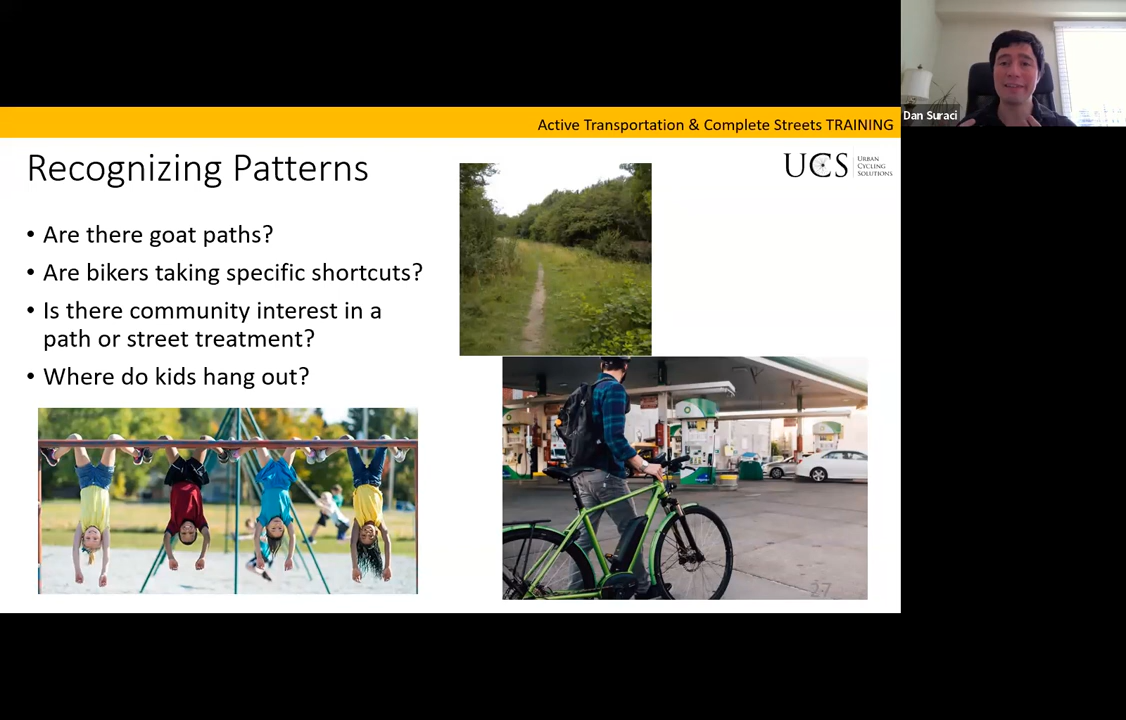 Active Transportation & Complete Streets TRAINING
Dan Suraci
Recognizing Patterns
UCS
URBAN
CYCLING
SOLUTIONS
• Are there goat paths?
• Are bikers taking specific shortcuts?
• Is there community interest in a
path or street treatment?
• Where do kids hang out?
27